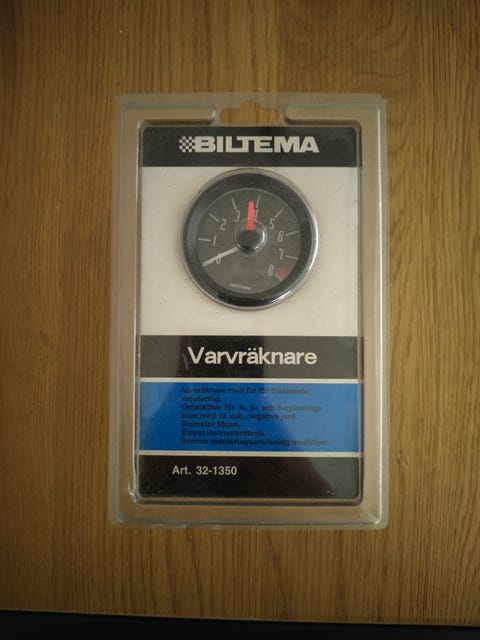 BILTEMA
0 1 2 3 4 5 6 7 8
Varvräknare
Varvräknare med fot för fristående
montering.
Omställbar för 4-, 6-, och 8-cylindriga
bilar med 12 volt, negativ jord.
Diameter 58mm.
Belyst instrumenttavla.
Svensk monteringsanvisning medföljer.
Art. 32-1350